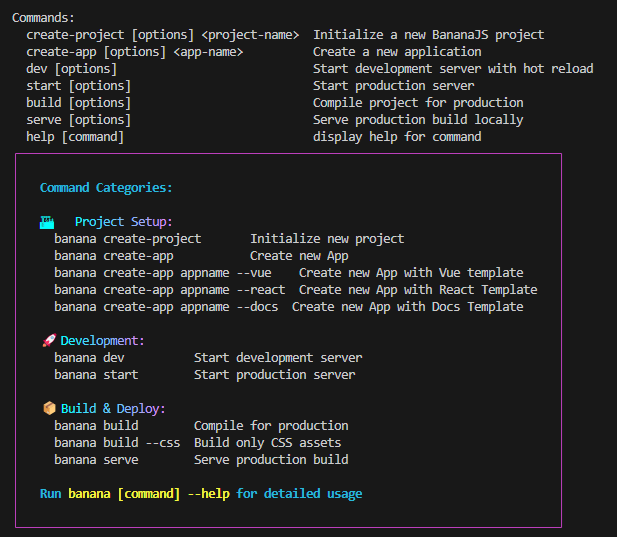 Commands:
create-project [options] <project-name>  Initialize a new BananaJS project
create-app [options] <app-name>          Create a new application
dev [options]                            Start development server with hot reload
start [options]                          Start production server
build [options]                          Compile project for production
serve [options]                          Serve production build locally
help [command]                           display help for command
Command Categories:
🏭 Project Setup:
banana create-project       Initialize new project
banana create-app           Create new App
banana create-app appname --vue    Create new App with Vue template
banana create-app appname --react  Create new App with React Template
banana create-app appname --docs  Create new App with Docs Template
🚀 Development:
banana dev          Start development server
banana start        Start production server
📦 Build & Deploy:
banana build        Compile for production
banana build --css  Build only CSS assets
banana serve        Serve production build
Run banana [command] --help for detailed usage